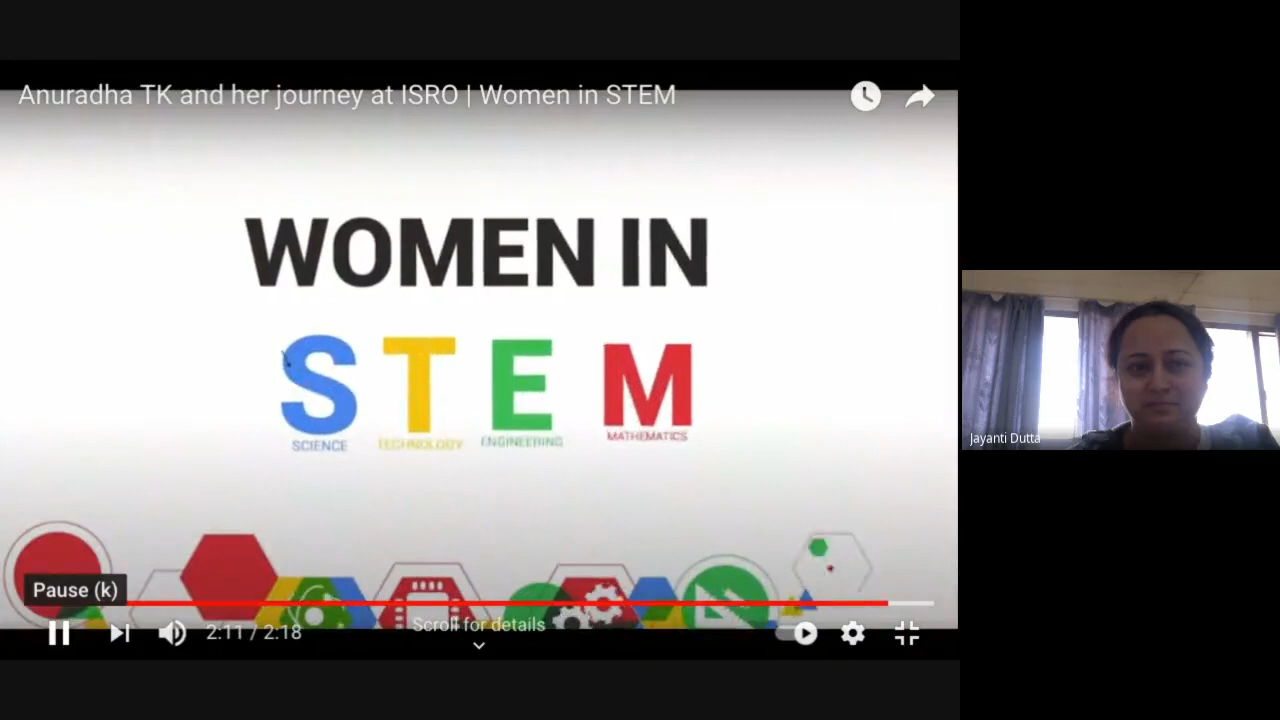 Anuradha TK and her journey at ISRO | Women in STEM
WOMEN IN
STEM
SCIENCE TECHNOLOGY ENGINEERING MATHEMATICS
Jayanti Dutta
Pause (k)
Scroll for details
2:11 / 2:18